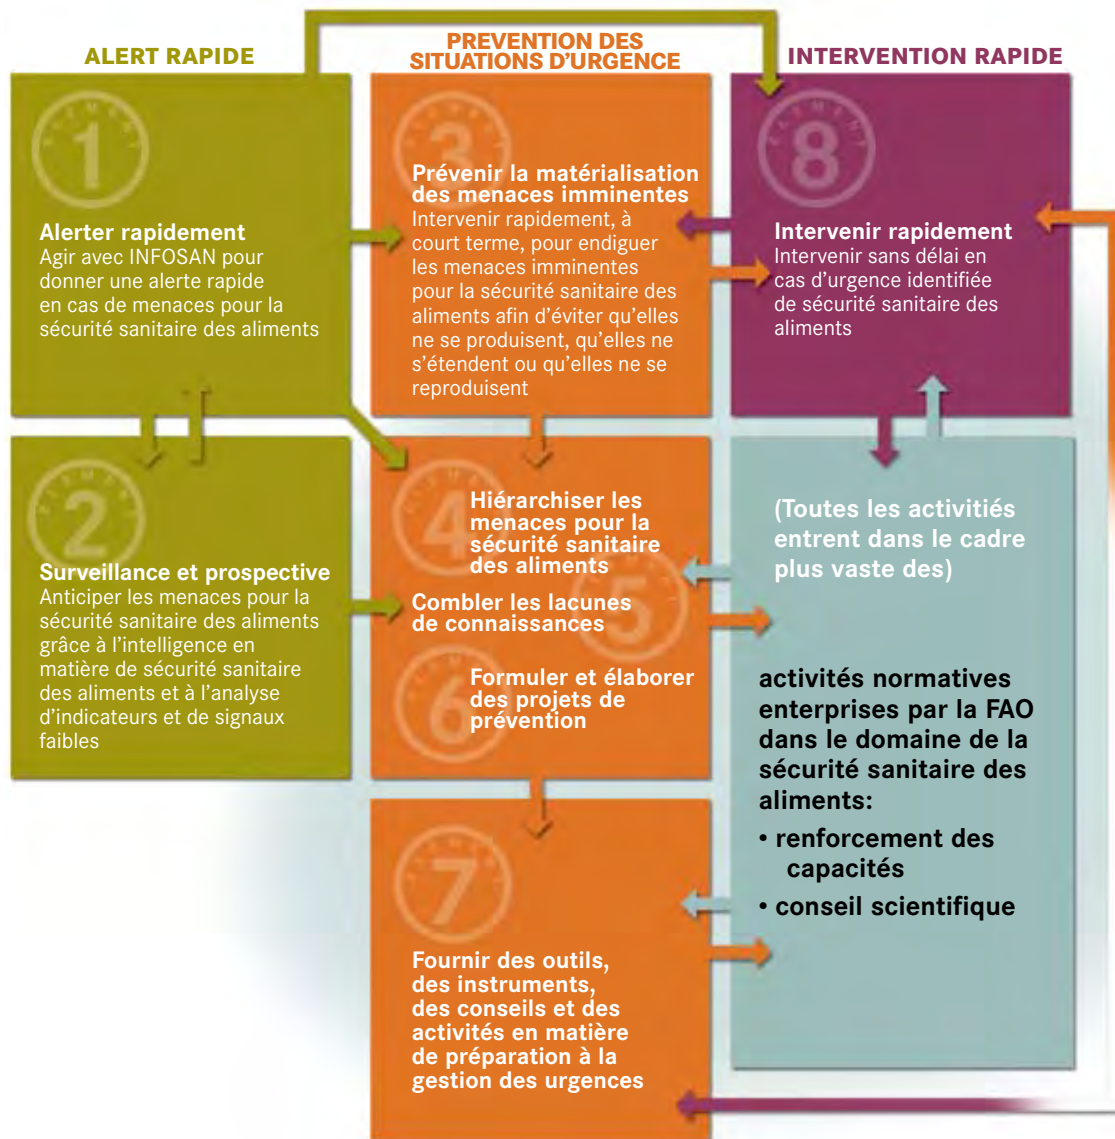 ALERT RAPIDE
PREVENTION DES
SITUATIONS D'URGENCE
INTERVENTION RAPIDE
ELEMENT
1
Alerter rapidement
Agir avec INFOSAN pour
donner une alerte rapide
en cas de menaces pour la
sécurité sanitaire des aliments
ELEMENT
2
Surveillance et prospective
Anticiper les menaces pour la
sécurité sanitaire des aliments
grâce à l'intelligence en
matière de sécurité sanitaire
des aliments et à l'analyse
d'indicateurs et de signaux
faibles
ELEMENT
3
Prévenir la matérialisation
des menaces imminentes
Intervenir rapidement, à
court terme, pour endiguer
les menaces imminentes
pour la sécurité sanitaire des
aliments afin d'éviter qu'elles
ne se produisent, qu'elles ne
s'étendent ou qu'elles ne se
reproduisent
ELEMENT
4
Hiérarchiser les
menaces pour la
sécurité sanitaire
des aliments
ELEMENT
5
Combler les lacunes
de connaissances
ELEMENT
6
Formuler et élaborer
des projets de
prévention
ELEMENT
7
Fournir des outils,
des instruments,
des conseils et des
activités en matière
de préparation à la
gestion des urgences
ELEMENT
8
Intervenir rapidement
Intervenir sans délai en
cas d'urgence identifiée
de sécurité sanitaire des
aliments
(Toutes les activitiés
entrent dans le cadre
plus vaste des)
activités normatives
enterprises par la FAO
dans le domaine de la
sécurité sanitaire des
aliments:
• renforcement des
capacités
• conseil scientifique